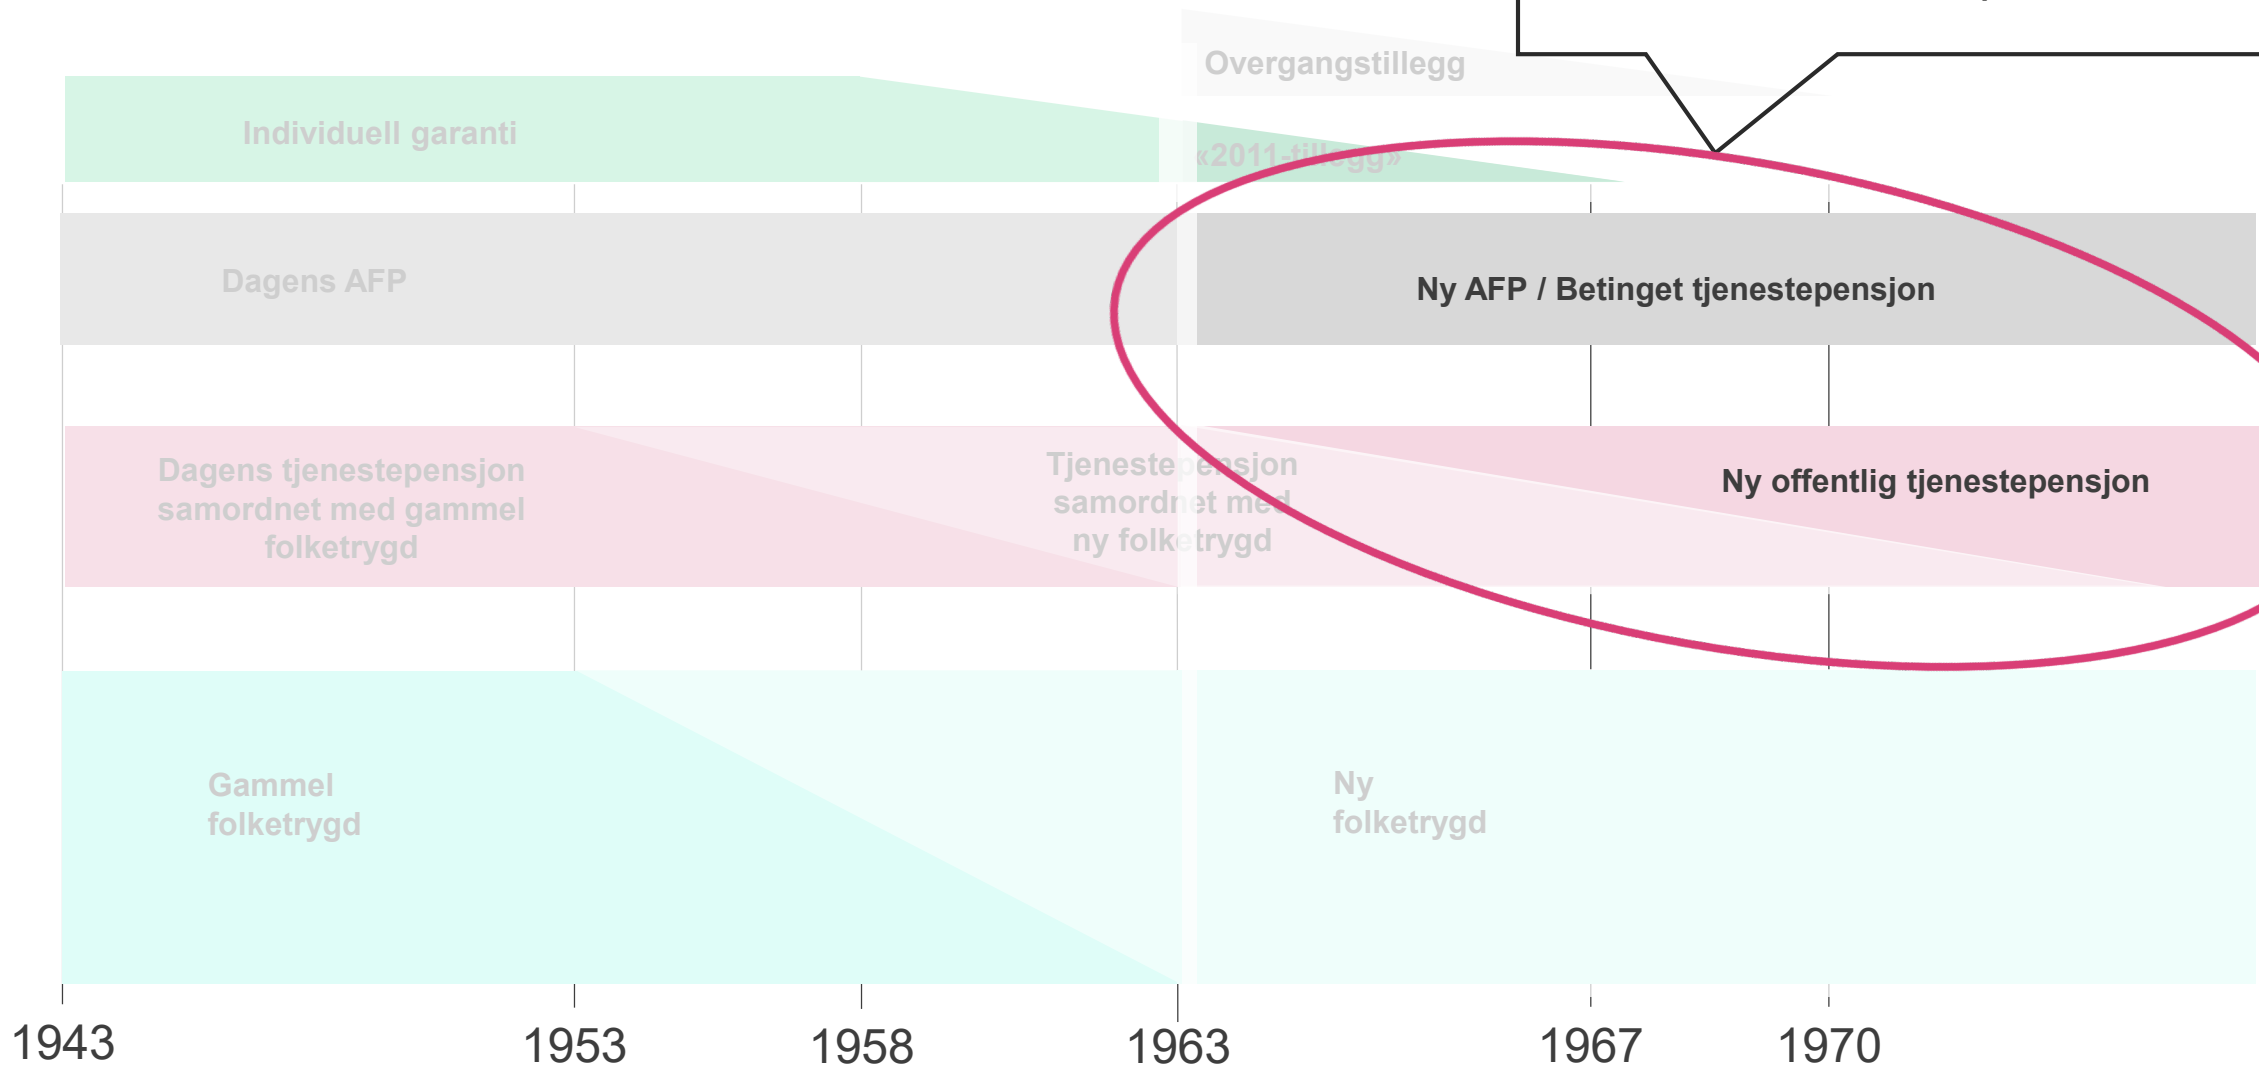 Overgangstillegg
Individuell garanti
«2011-tillegg»
Dagens AFP
Ny AFP / Betinget tjenestepensjon
Dagens tjenestepensjon
samordnet med gammel
folketrygd
Tjenestepensjon
samordnet med
ny folketrygd
Ny offentlig tjenestepensjon
Gammel
folketrygd
Ny
folketrygd
1943
1953
1958
1963
1967
1970